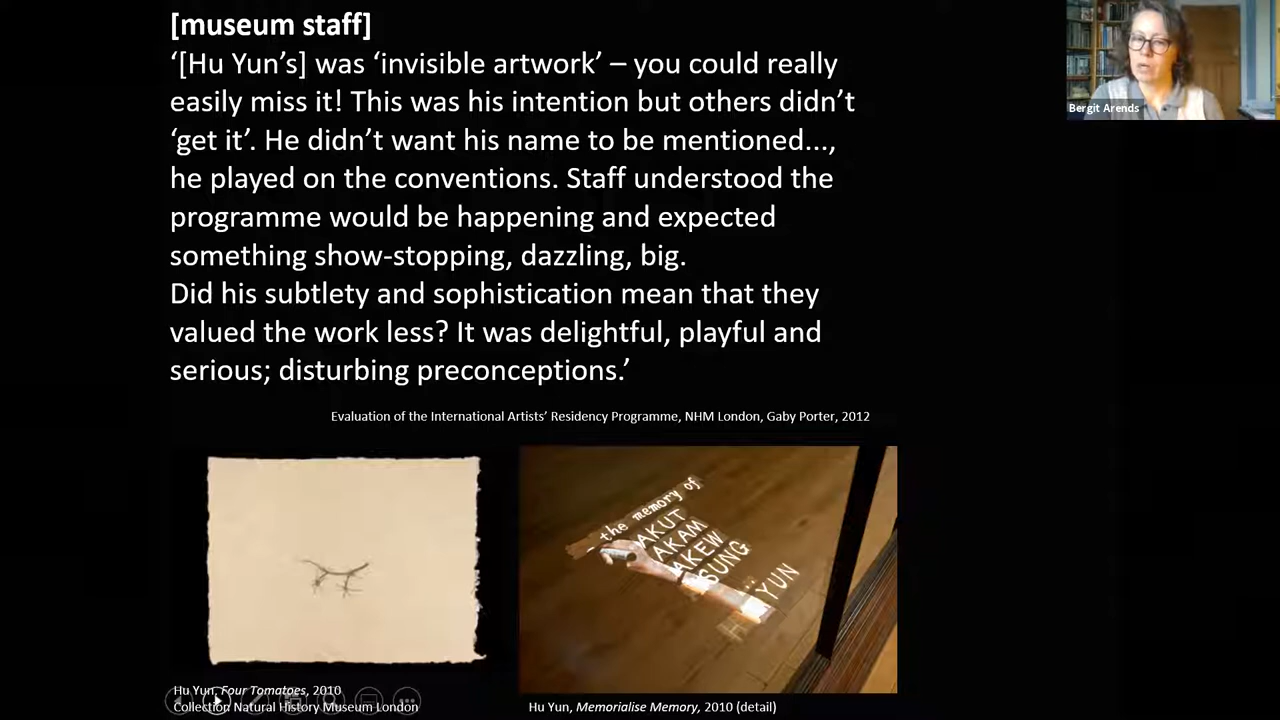 [museum staff]
‘[Hu Yun’s] was ‘invisible artwork’ – you could really
easily miss it! This was his intention but others didn’t
‘get it’. He didn’t want his name to be mentioned...,
he played on the conventions. Staff understood the
programme would be happening and expected
something show-stopping, dazzling, big.
Did his subtlety and sophistication mean that they
valued the work less? It was delightful, playful and
serious; disturbing preconceptions.’
Evaluation of the International Artists’ Residency Programme, NHM London, Gaby Porter, 2012
Bergit Arends
the memory of
AKUT
AKAM
AKEW
SUNG
YUN
Hu Yun, Four Tomatoes, 2010
Collection Natural History Museum London
Hu Yun, Memorialise Memory, 2010 (detail)